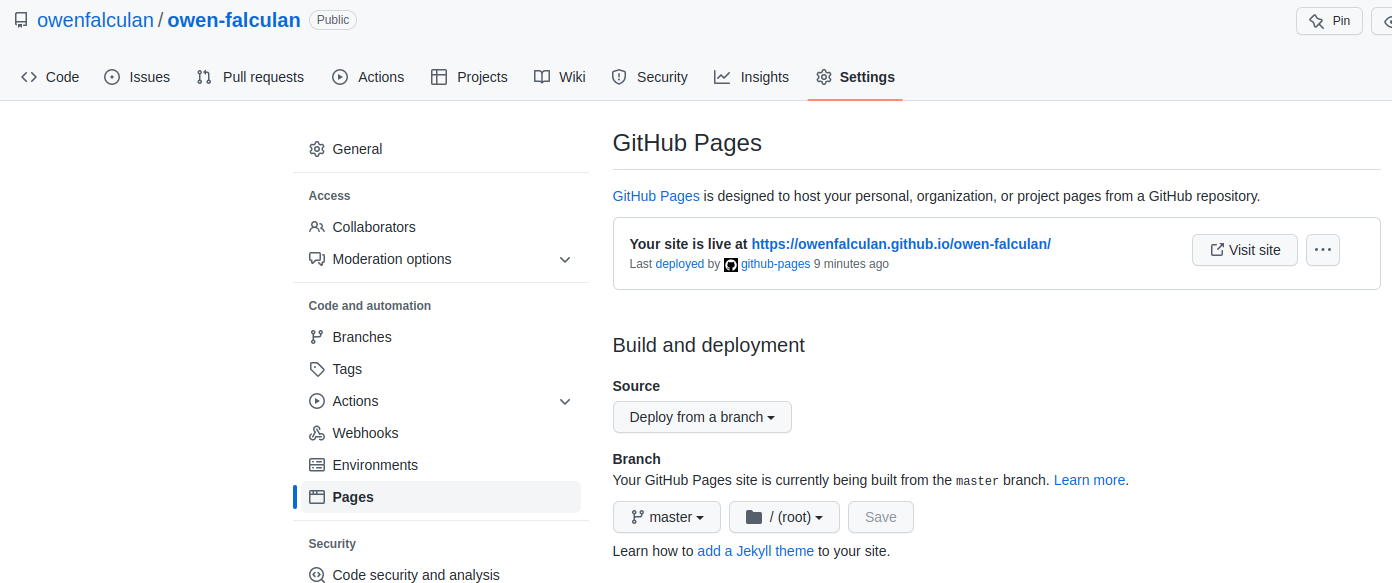 owenfalculan / owen-falculan Public Pin
Code Issues Pull requests Actions Projects Wiki Security Insights Settings
General
Access
Collaborators
Moderation options
Code and automation
Branches
Tags
Actions
Webhooks
Environments
Pages
Security
Code security and analysis
GitHub Pages
GitHub Pages is designed to host your personal, organization, or project pages from a GitHub repository.
Your site is live at https://owenfalculan.github.io/owen-falculan/
Last deployed by github-pages 9 minutes ago
Visit site
Build and deployment
Source
Deploy from a branch
Branch
Your GitHub Pages site is currently being built from the master branch. Learn more.
master / (root) Save
Learn how to add a Jekyll theme to your site.